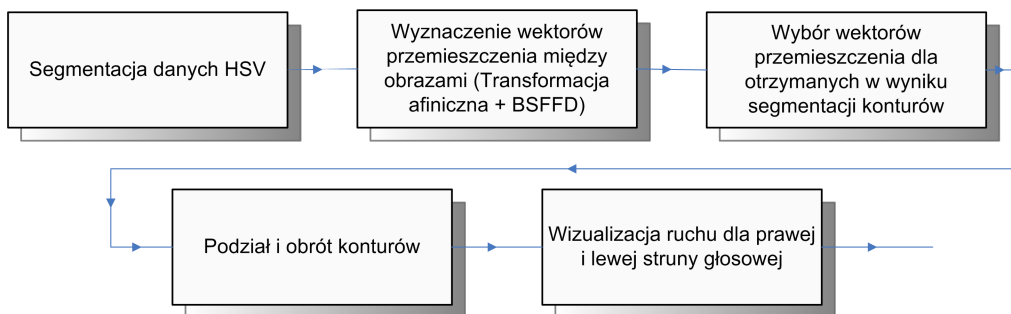 Segmentacja danych HSV
Wyznaczenie wektorów
przemieszczenia między
obrazami (Transformacja
afiniczna + BSFFD)
Wybór wektorów
przemieszczenia dla
otrzymanych w wyniku
segmentacji konturów
Podział i obrót konturów
Wizualizacja ruchu dla prawej
i lewej struny głosowej